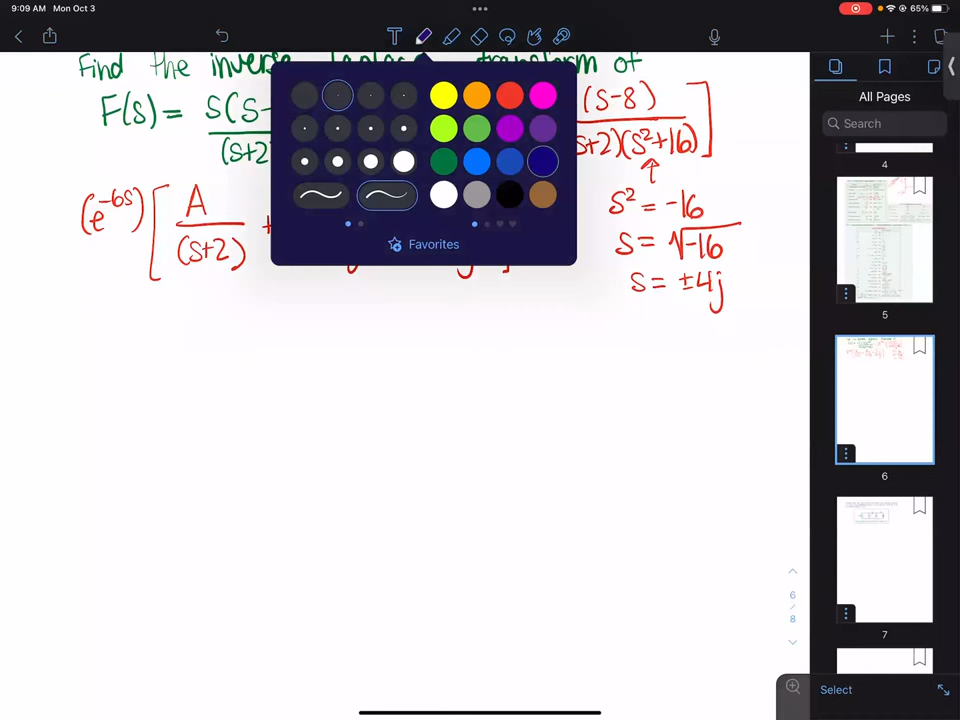 9:09 AM Mon Oct 3
65%
Find the inverse transform of
F(s) = s(s-
(s+2
(s-8)
s+2)(s²+16)
(e^-6s) [ A
(s+2)
+
s² = -16
s = √-16
s = ±4j
Favorites
All Pages
Search
4
5
6
7
6
/
8
Select